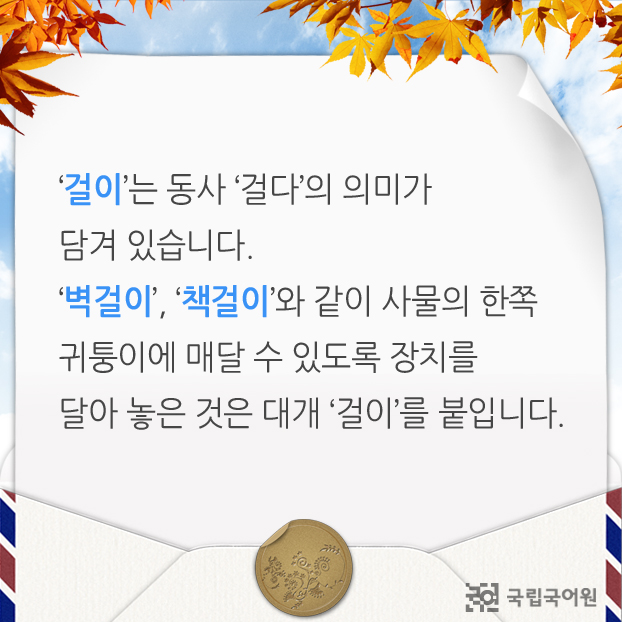 ‘걸이’는 동사 ‘걸다’의 의미가
담겨 있습니다.
‘벽걸이’, ‘책걸이’와 같이 사물의 한쪽
귀퉁이에 매달 수 있도록 장치를
달아 놓은 것은 대개 ‘걸이’를 붙입니다.
국립국어원